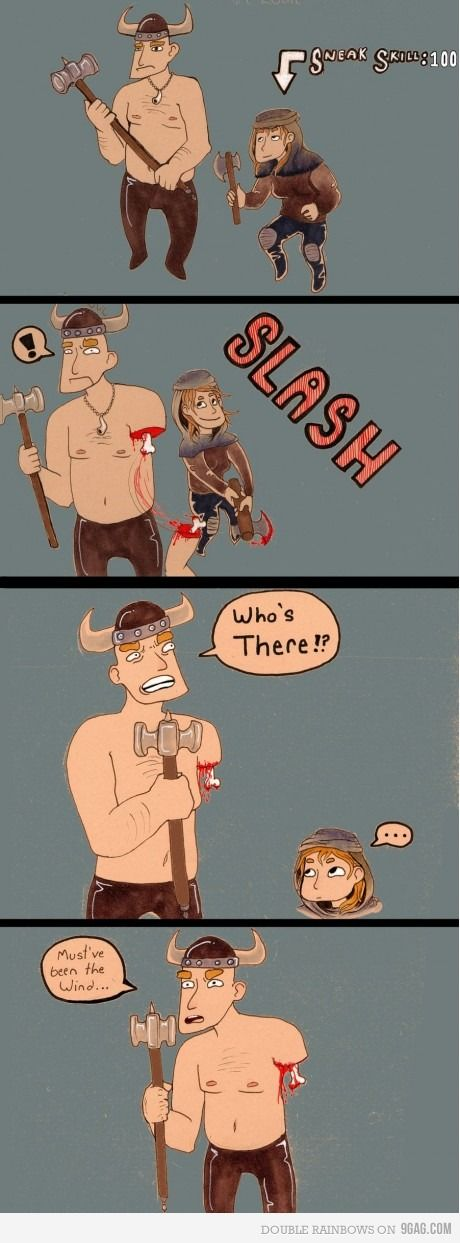 SNEAK SKILL:100
!
SLASH
Who's
There!?
...
Must've
been the
Wind...
DOUBLE RAINBOWS ON 9GAG.COM